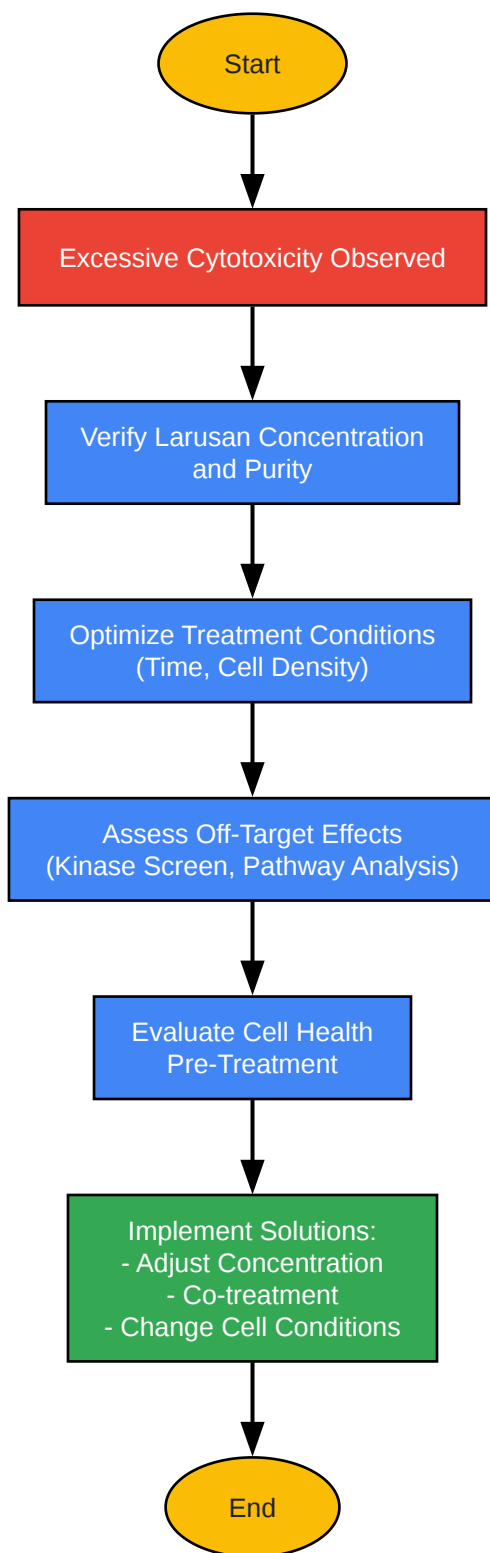 Start
Excessive Cytotoxicity Observed
Verify Larusan Concentration
and Purity
Optimize Treatment Conditions
(Time, Cell Density)
Assess Off-Target Effects
(Kinase Screen, Pathway Analysis)
Evaluate Cell Health
Pre-Treatment
Implement Solutions:
- Adjust Concentration
- Co-treatment
- Change Cell Conditions
End